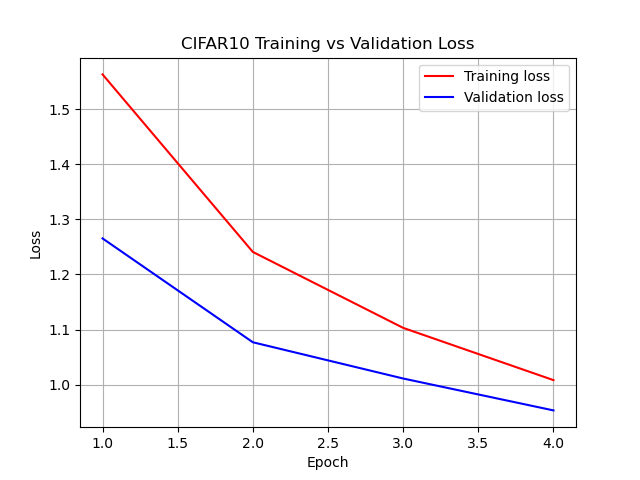 CIFAR10 Training vs Validation Loss
Training loss
Validation loss
1.5
1.4
1.3
1.2
1.1
1.0
Loss
1.0 1.5 2.0 2.5 3.0 3.5 4.0
Epoch